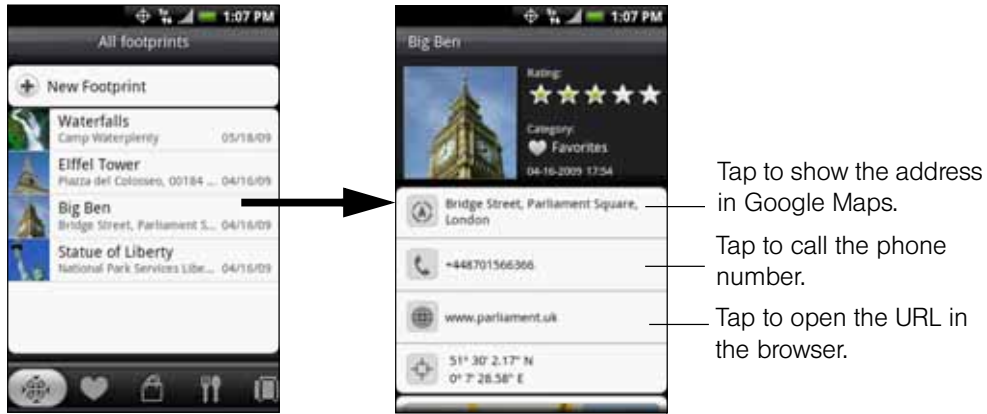 1:07 PM
All footprints
New Footprint
Waterfalls
Camp Waterplenty 05/18/09
Eiffel Tower
Piazza del Colosseo, 00184 ... 04/16/09
Big Ben
Bridge Street, Parliament S... 04/16/09
Statue of Liberty
National Park Services Libe... 04/16/09
1:07 PM
Big Ben
Rating:
Category:
Favorites
04-16-2009 17:54
Bridge Street, Parliament Square,
London
+448701566366
www.parliament.uk
51° 30' 2.17" N
0° 7' 28.58" E
Tap to show the address
in Google Maps.
Tap to call the phone
number.
Tap to open the URL in
the browser.